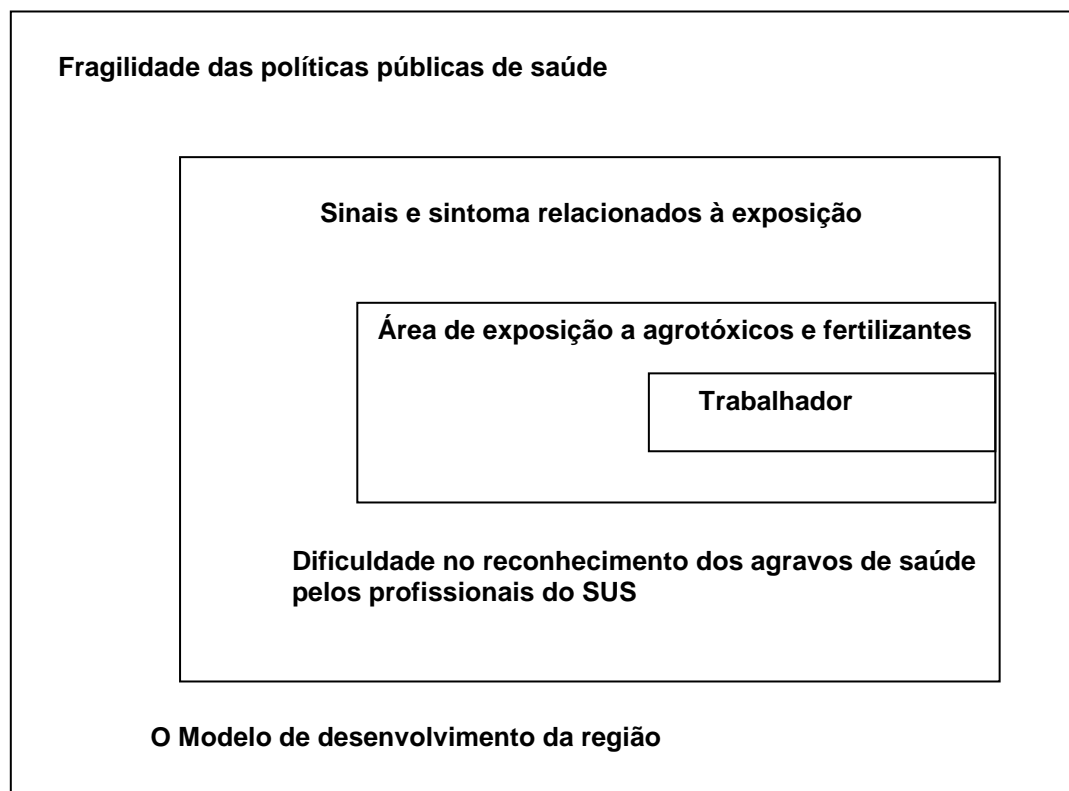 Fragilidade das políticas públicas de saúde
Sinais e sintoma relacionados à exposição
Área de exposição a agrotóxicos e fertilizantes
Trabalhador
Dificuldade no reconhecimento dos agravos de saúde
pelos profissionais do SUS
O Modelo de desenvolvimento da região